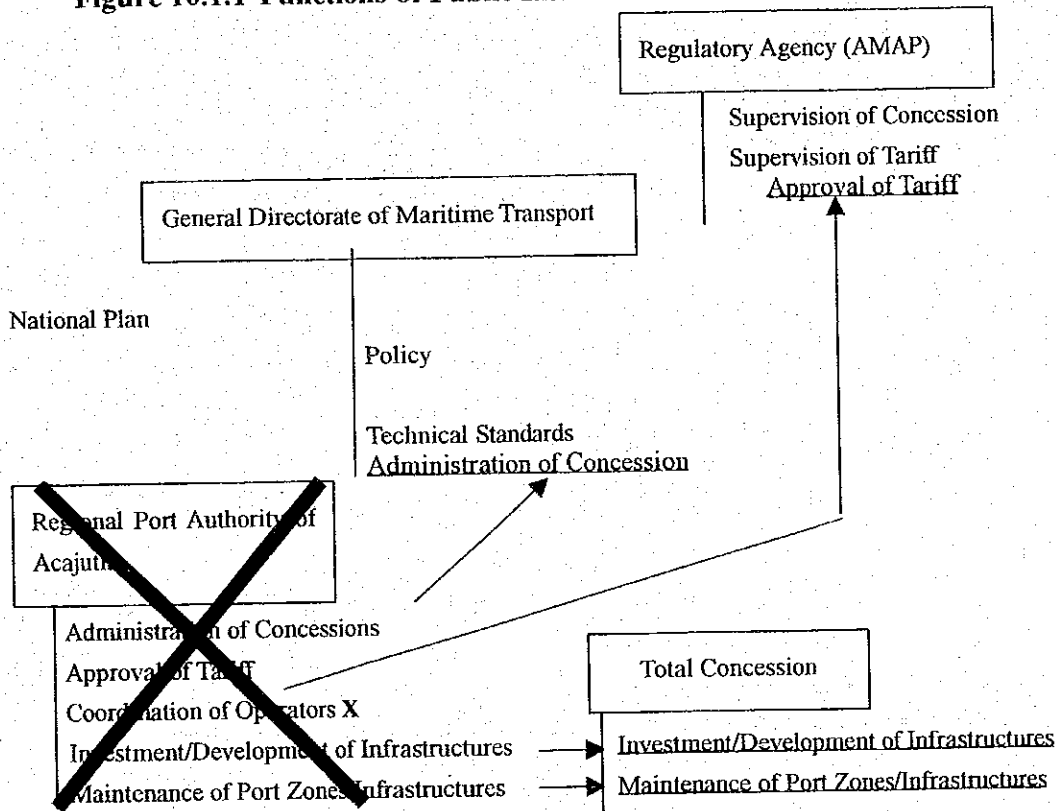 Regulatory Agency (AMAP)
Supervision of Concession
Supervision of Tariff
Approval of Tariff
General Directorate of Maritime Transport
National Plan
Policy
Technical Standards
Administration of Concession
Regional Port Authority of
Administration of Concessions
Approval of Tariff
Coordination of Operators X
Investment/Development of Infrastructures
Maintenance of Port Zones/Infrastructures
Total Concession
Investment/Development of Infrastructures
Maintenance of Port Zones/Infrastructures